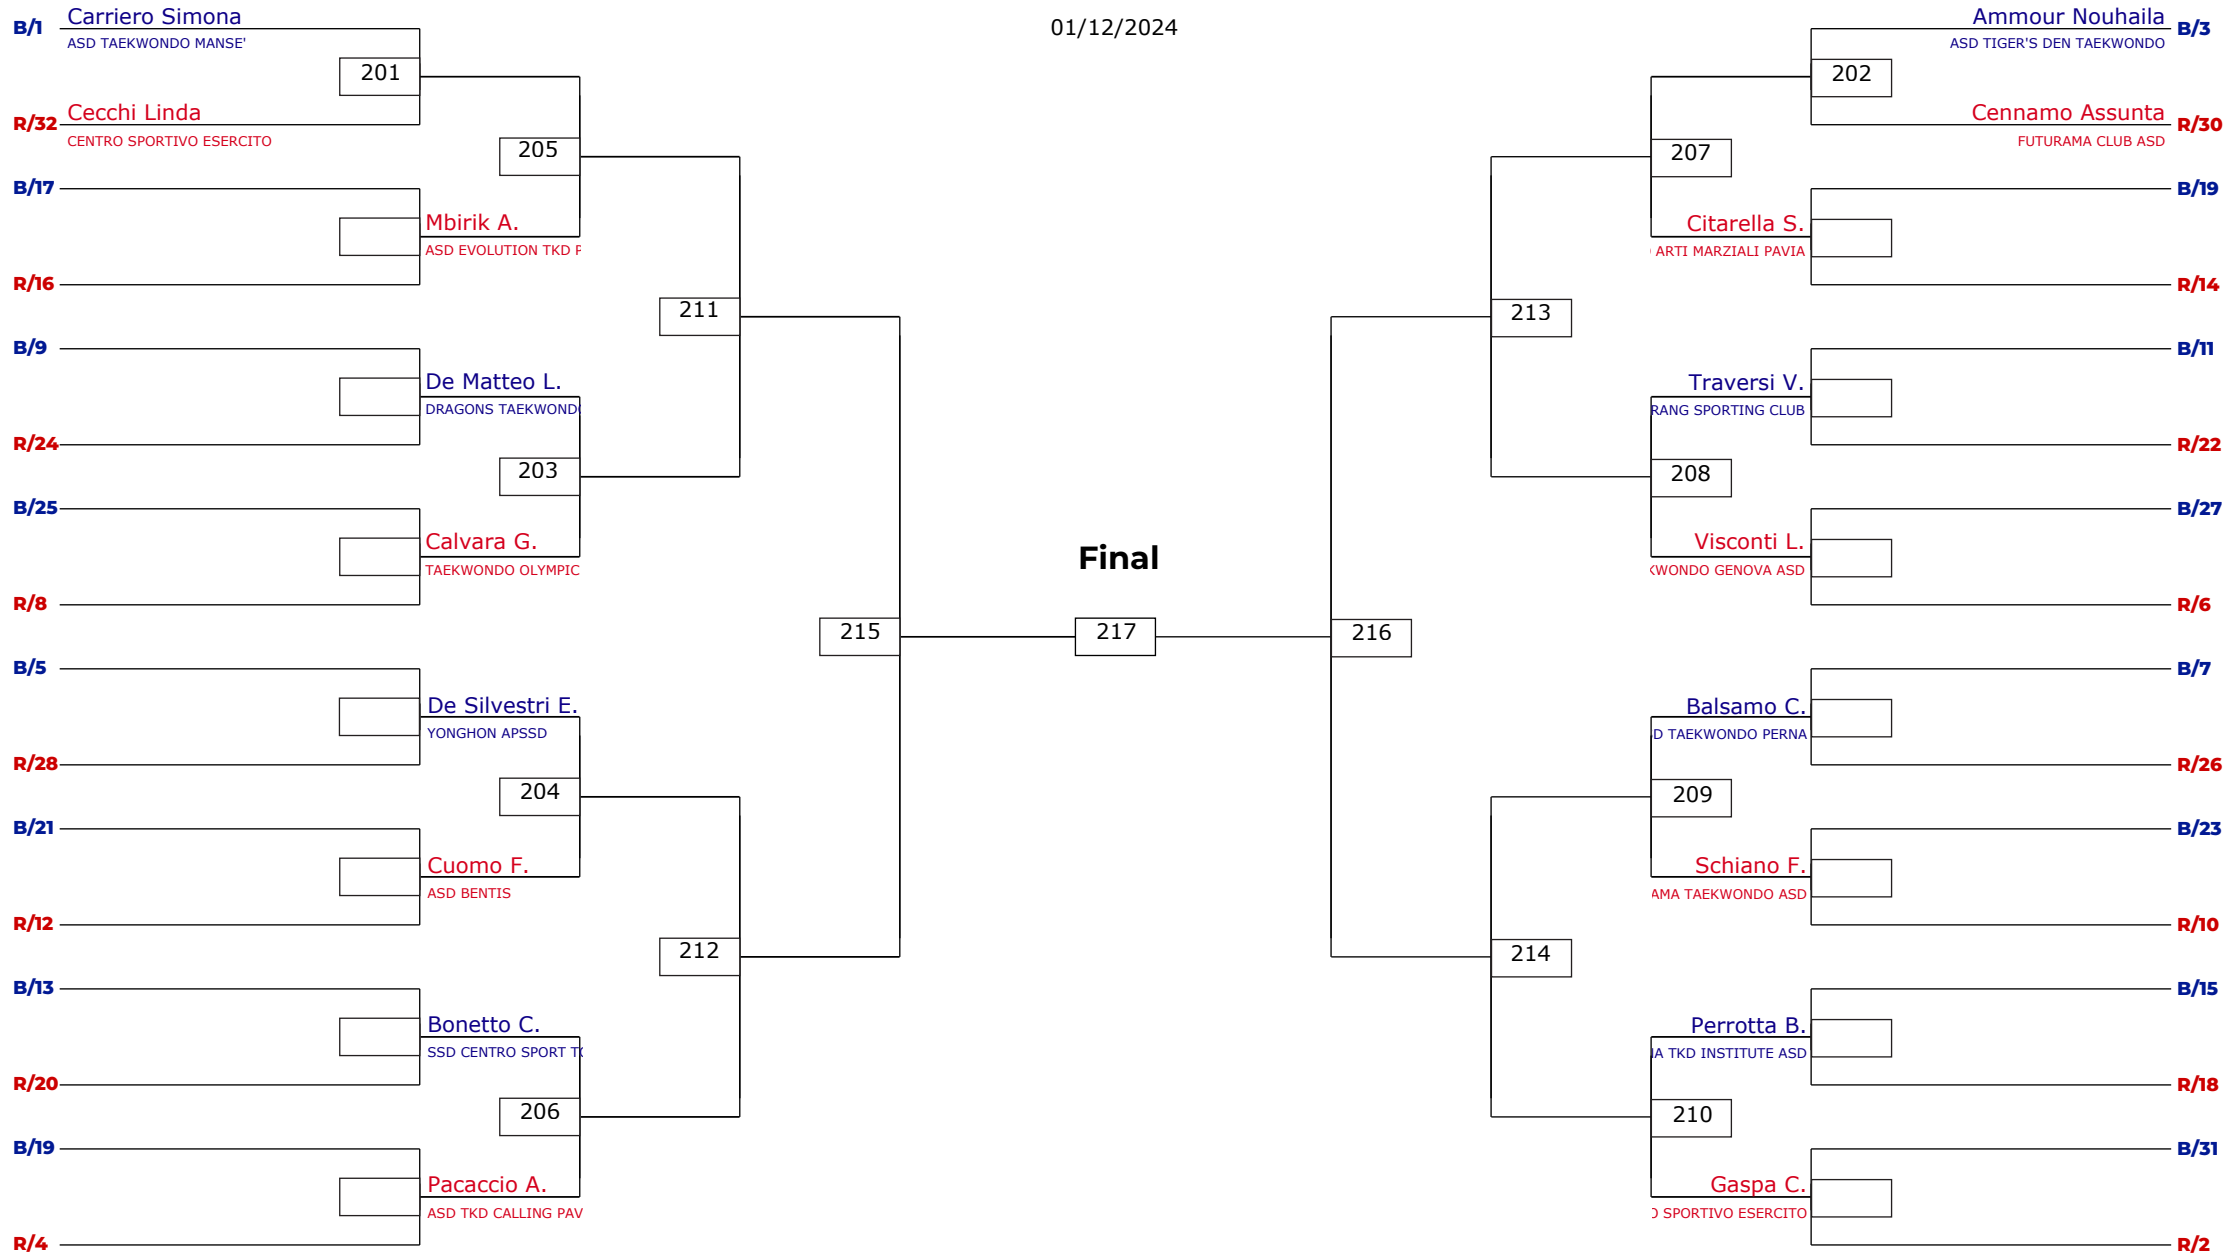 01/12/2024
B/1 Carriero Simona
ASD TAEKWONDO MANSE'
201
R/32 Cecchi Linda
CENTRO SPORTIVO ESERCITO
205
B/17
Mbirik A.
ASD EVOLUTION TKD
R/16
211
B/9
De Matteo L.
DRAGONS TAEKWONDO
R/24
203
B/25
Calvara G.
TAEKWONDO OLYMPIC
R/8
215
B/5
De Silvestri E.
YONGHON APSSD
R/28
204
B/21
Cuomo F.
ASD BENTIS
R/12
212
B/13
Bonetto C.
SSD CENTRO SPORT
R/20
206
B/19
Pacaccio A.
ASD TKD CALLING PAV
R/4
Final
217
Ammour Nouhaila B/3
ASD TIGER'S DEN TAEKWONDO
202
Cennamo Assunta R/30
FUTURAMA CLUB ASD
207
B/19
Citarella S.
ARTI MARZIALI PAVIA
R/14
213
B/11
Traversi V.
RANG SPORTING CLUB
R/22
208
B/27
Visconti L.
KWONDO GENOVA ASD
R/6
216
B/7
Balsamo C.
D TAEKWONDO PERNA
R/26
209
B/23
Schiano F.
AMA TAEKWONDO ASD
R/10
214
B/15
Perrotta B.
TKD INSTITUTE ASD
R/18
210
B/31
Gaspa C.
SPORTIVO ESERCITO
R/2